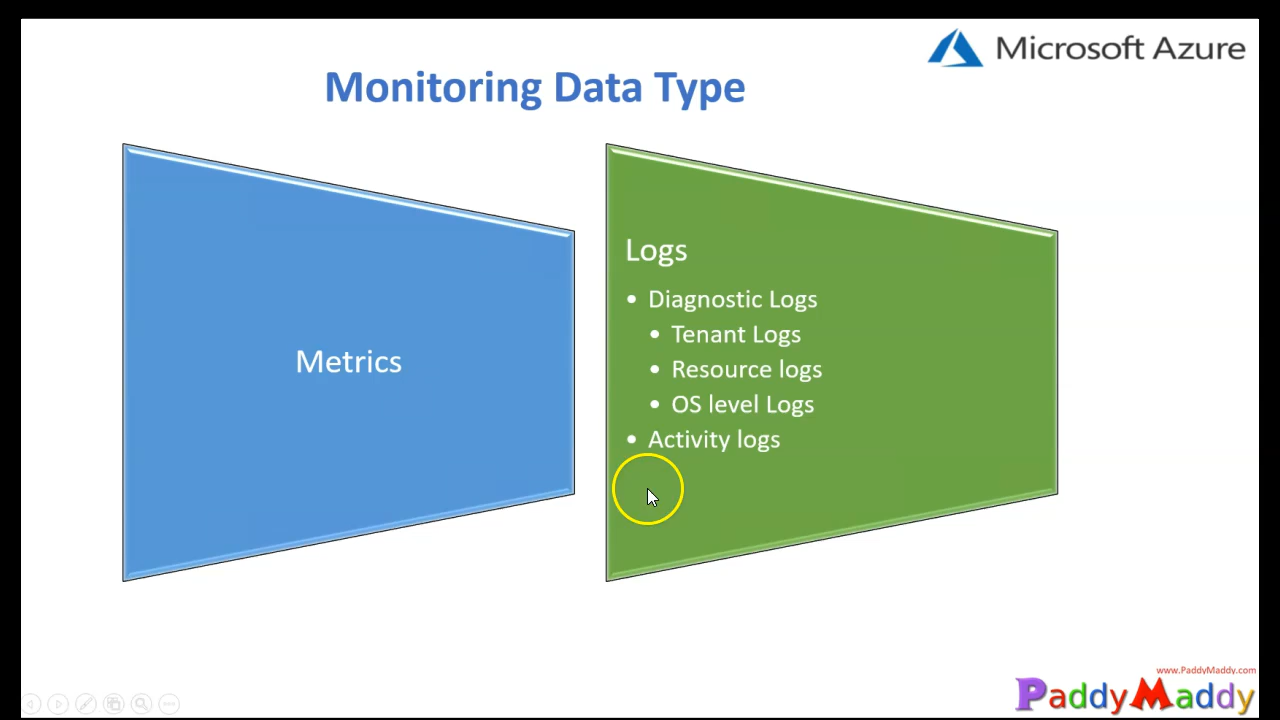 Microsoft Azure
Monitoring Data Type
Metrics
Logs
• Diagnostic Logs
• Tenant Logs
• Resource logs
• OS level Logs
• Activity logs
www.PaddyMaddy.com
PaddyMaddy